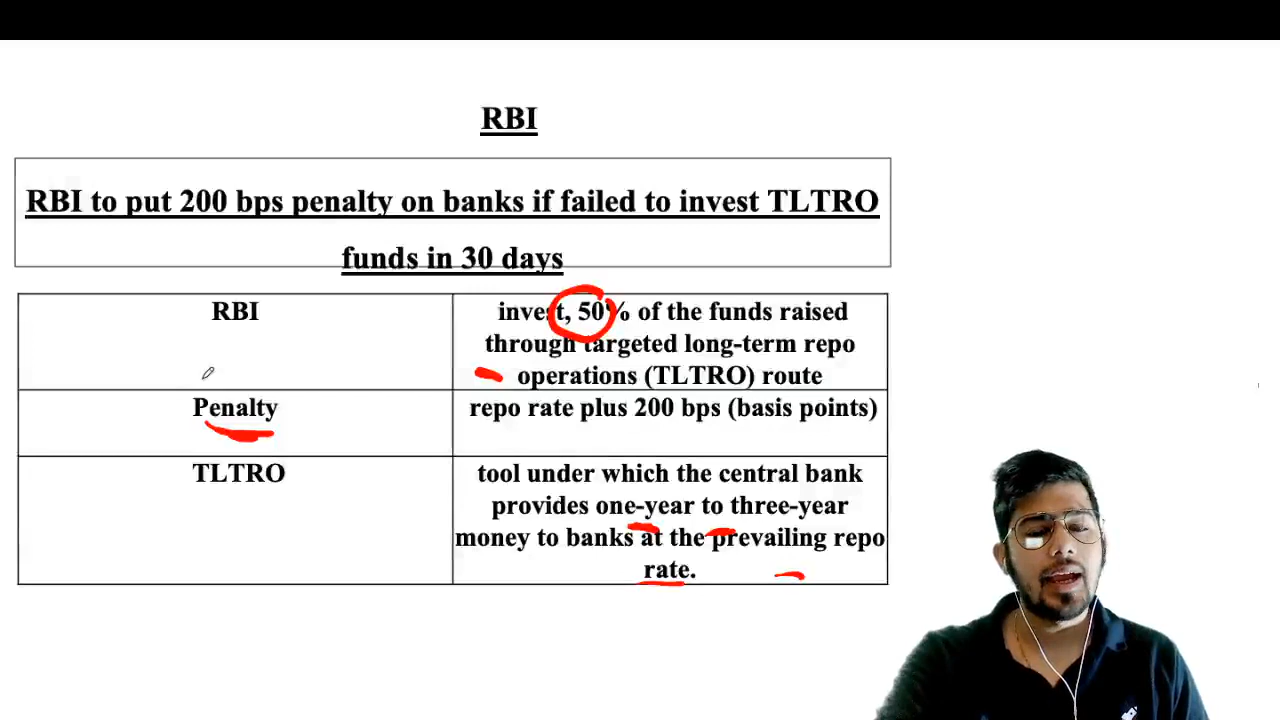 RBI
RBI to put 200 bps penalty on banks if failed to invest TLTRO
funds in 30 days
RBI
invest, 50% of the funds raised
through targeted long-term repo
operations (TLTRO) route
Penalty
repo rate plus 200 bps (basis points)
TLTRO
tool under which the central bank
provides one-year to three-year
money to banks at the prevailing repo
rate.